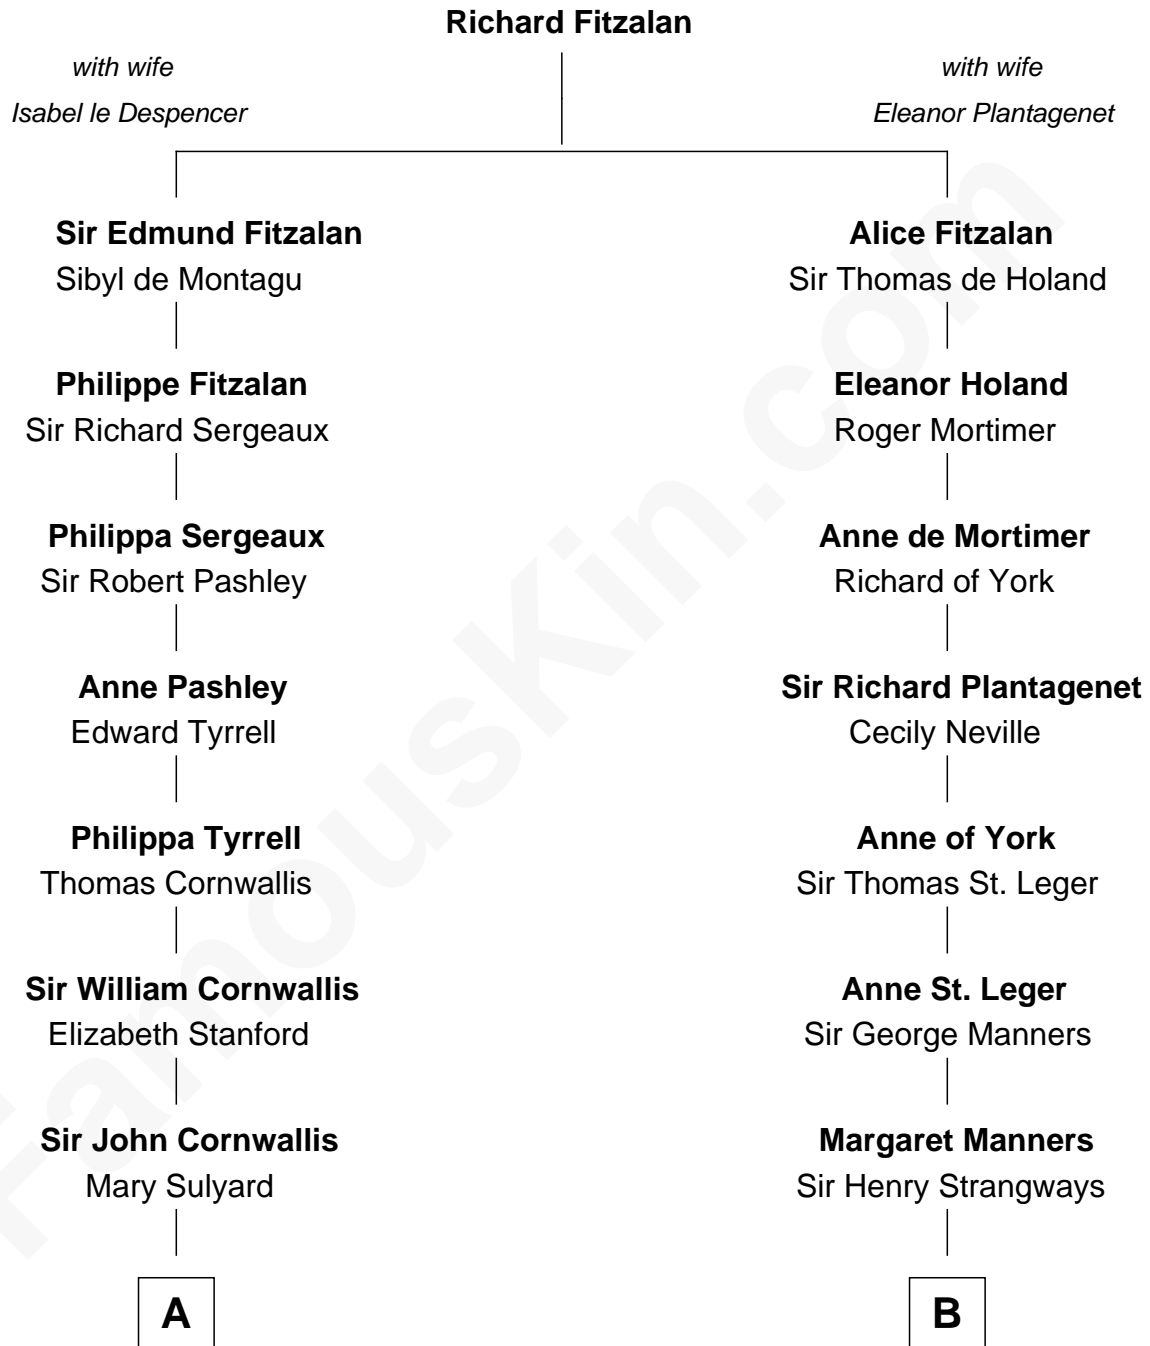 Richard Fitzalan
with wife
Isabel le Despencer
with wife
Eleanor Plantagenet
Sir Edmund Fitzalan
Sibyl de Montagu
Alice Fitzalan
Sir Thomas de Holand
Philippe Fitzalan
Sir Richard Sergeaux
Eleanor Holand
Roger Mortimer
Philippa Sergeaux
Sir Robert Pashley
Anne de Mortimer
Richard of York
Anne Pashley
Edward Tyrrell
Sir Richard Plantagenet
Cecily Neville
Philippa Tyrrell
Thomas Cornwallis
Anne of York
Sir Thomas St. Leger
Sir William Cornwallis
Elizabeth Stanford
Anne St. Leger
Sir George Manners
Sir John Cornwallis
Mary Sulyard
Margaret Manners
Sir Henry Strangways
A
B
FamousKin.com